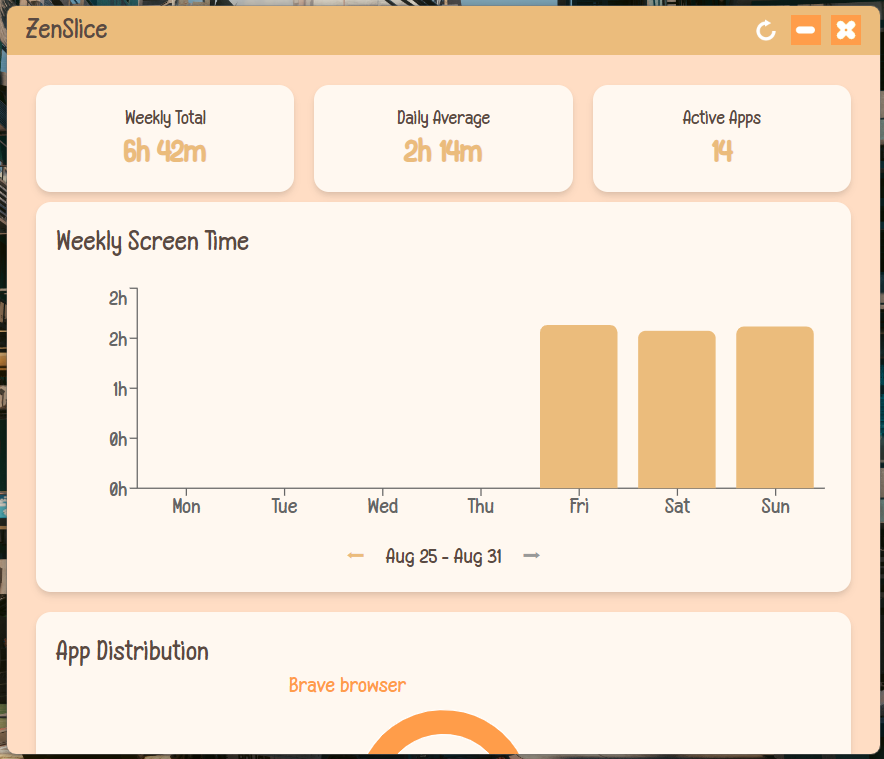 ZenSlice
Weekly Total
6h 42m
Daily Average
2h 14m
Active Apps
14
Weekly Screen Time
2h
2h
1h
0h
0h
Mon Tue Wed Thu Fri Sat Sun
Aug 25 - Aug 31
App Distribution
Brave browser